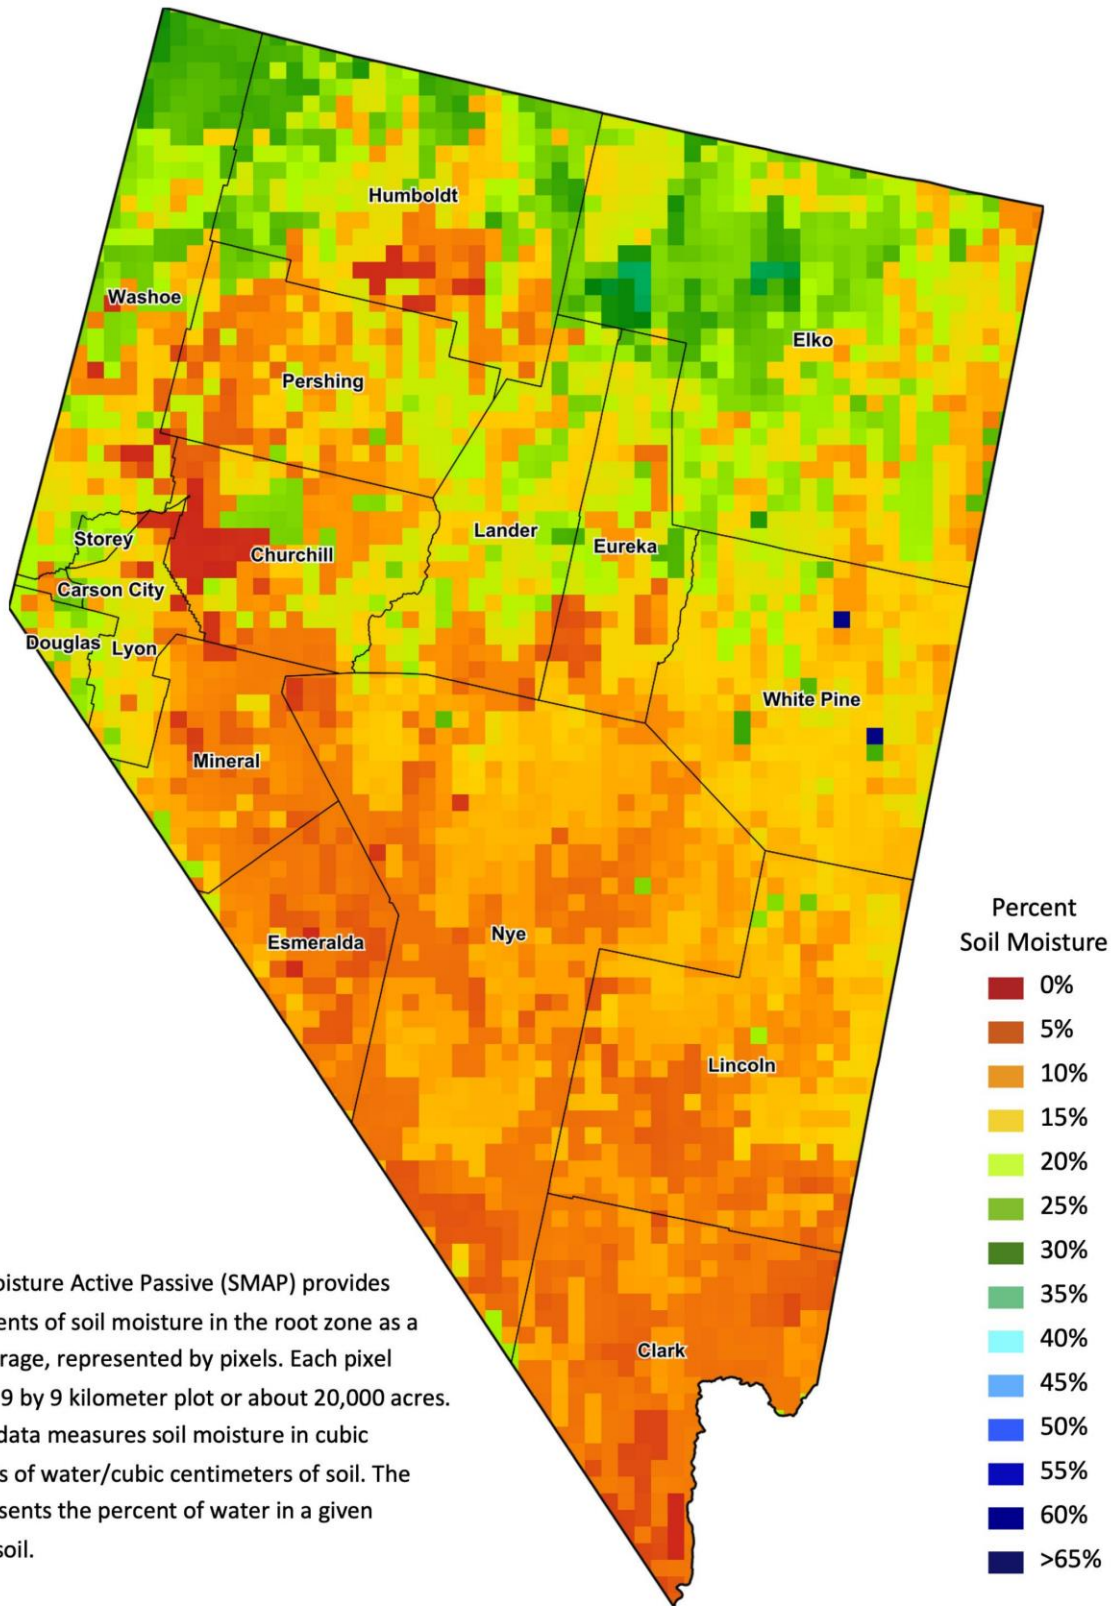 Humboldt
Washoe
Elko
Pershing
Storey
Lander
Churchill
Eureka
Carson City
Douglas
Lyon
White Pine
Mineral
Esmeralda
Nye
Lincoln
Clark
Percent
Soil Moisture
0%
5%
10%
15%
20%
25%
30%
35%
40%
45%
50%
55%
60%
>65%
oisture Active Passive (SMAP) provides
ents of soil moisture in the root zone as a
rage, represented by pixels. Each pixel
9 by 9 kilometer plot or about 20,000 acres.
data measures soil moisture in cubic
s of water/cubic centimeters of soil. The
sents the percent of water in a given
soil.